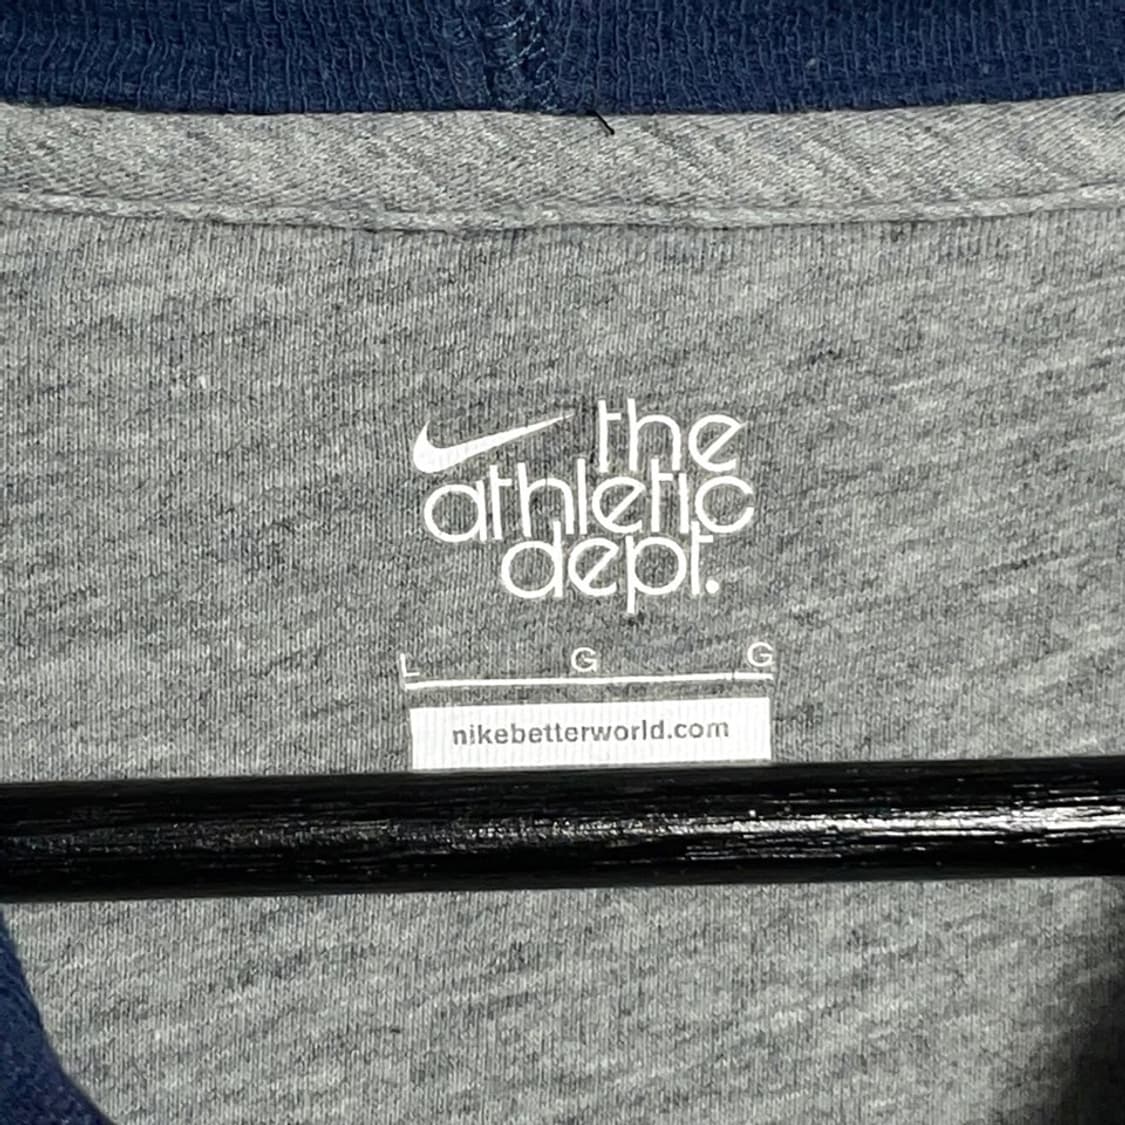 the
athletic
dept.
L G G
nikebetterworld.com